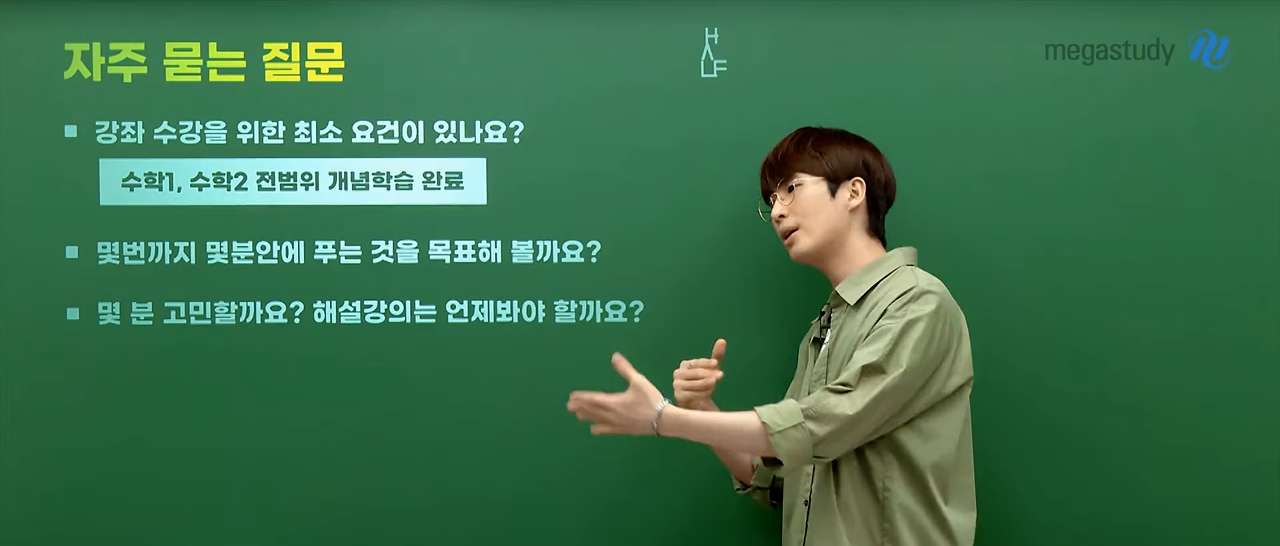 자주 묻는 질문
HALF
megastudy
강좌 수강을 위한 최소 요건이 있나요?
수학1, 수학2 전범위 개념학습 완료
몇번까지 몇분안에 푸는 것을 목표해 볼까요?
몇 분 고민할까요? 해설강의는 언제봐야 할까요?